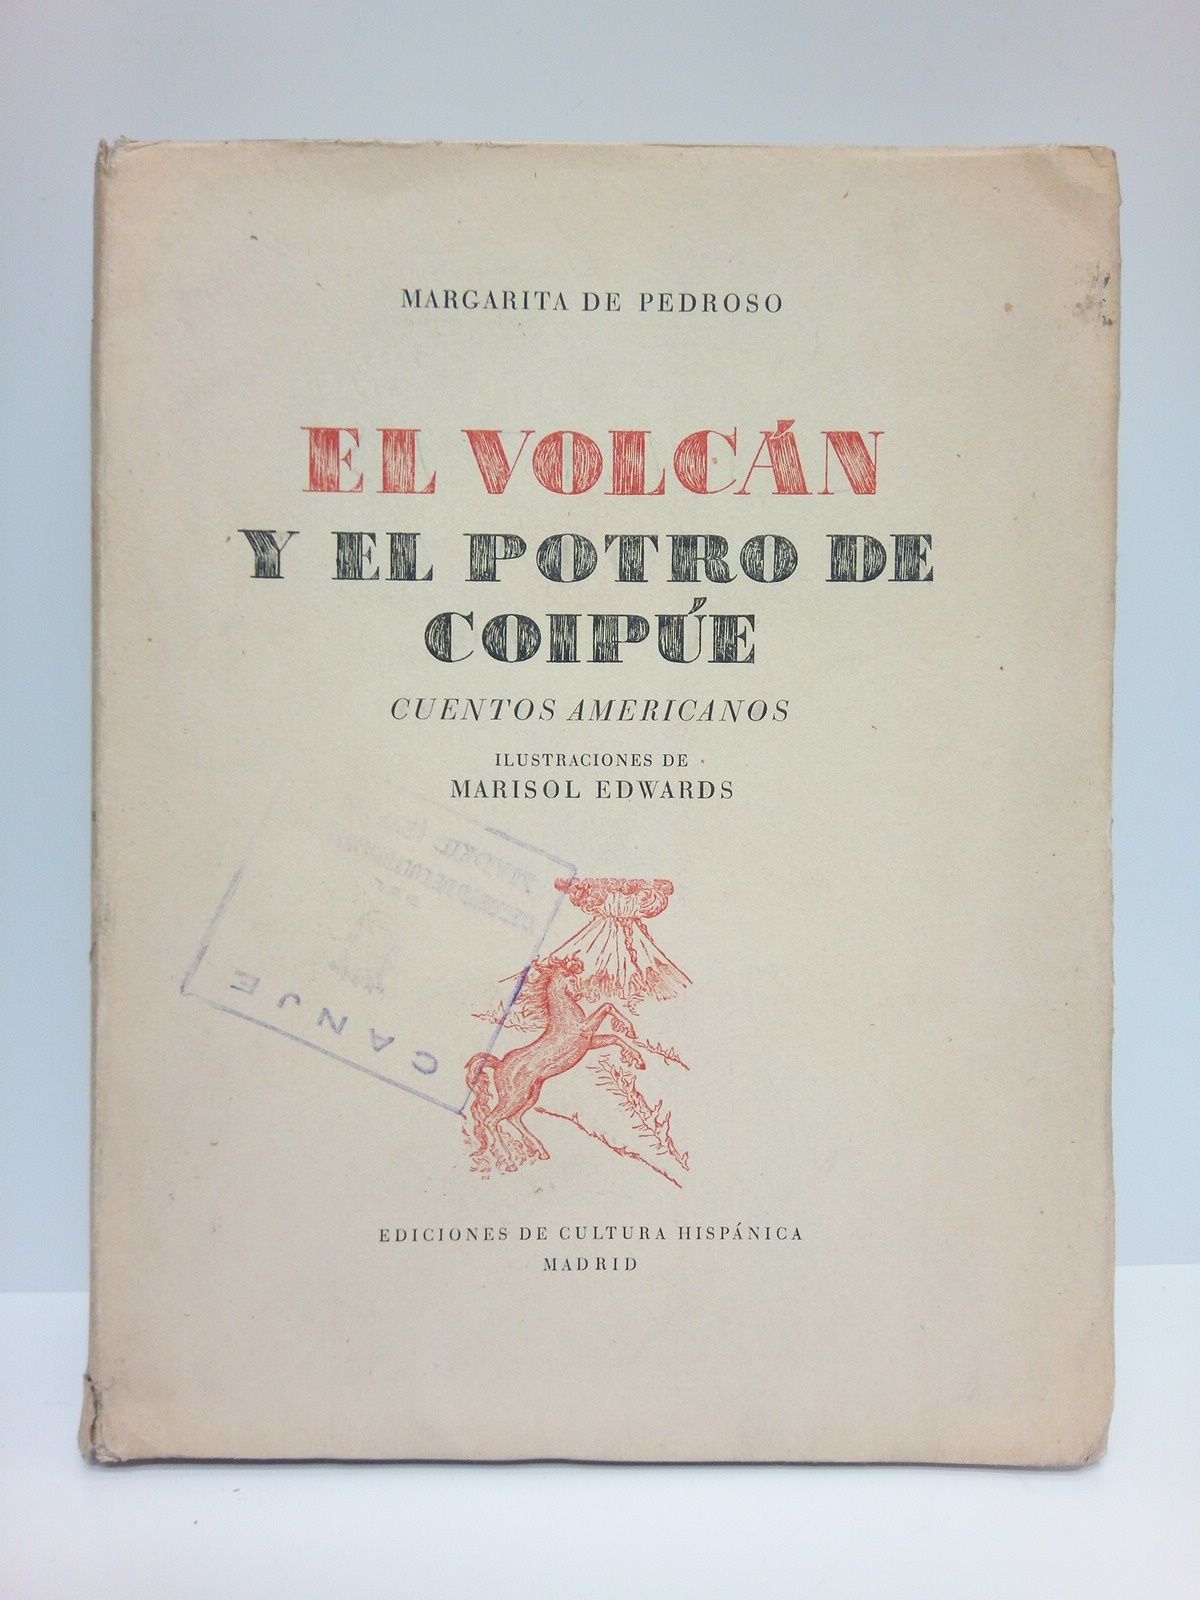 MARGARITA DE PEDROSO
EL VOLCÁN
Y EL POTRO DE
COIPÚE
CUENTOS AMERICANOS
ILUSTRACIONES DE
MARISOL EDWARDS
CANJE
EDICIONES DE CULTURA HISPÁNICA
MADRID